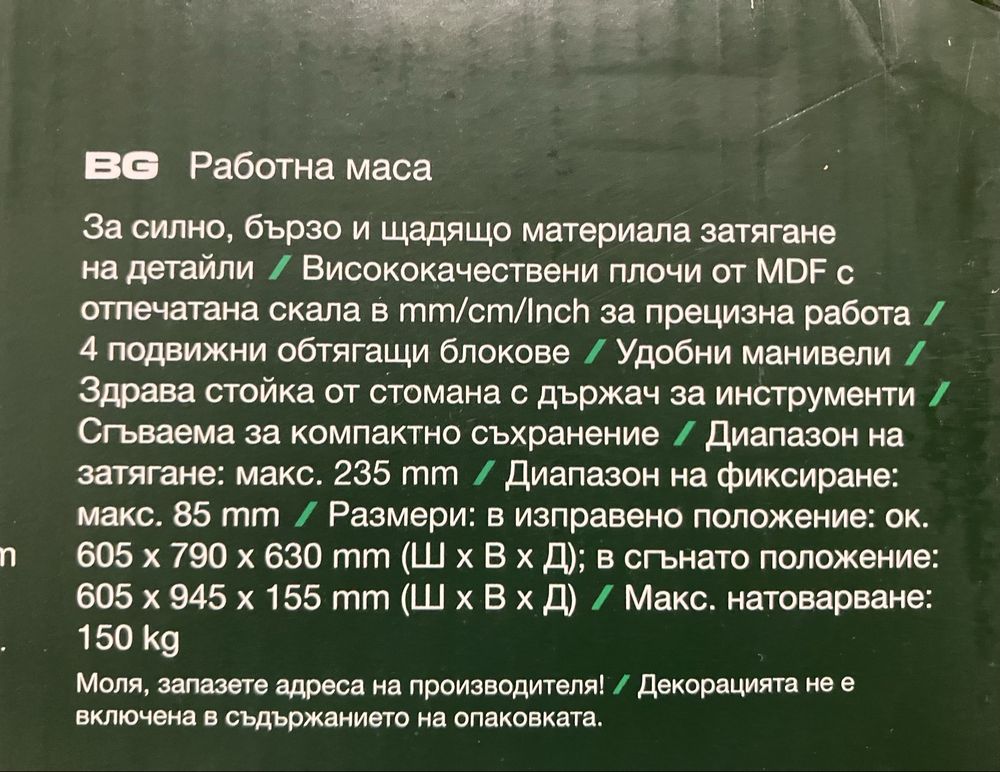 BG Работна маса
За силно, бързо и щадящо материала затягане
на детайли / Висококачествени плочи от MDF с
отпечатана скала в mm/cm/Inch за прецизна работа /
4 подвижни обтягащи блокове / Удобни манивели /
Здрава стойка от стомана с държач за инструменти /
Сгъваема за компактно съхранение / Диапазон на
затягане: макс. 235 mm / Диапазон на фиксиране:
макс. 85 mm / Размери: в изправено положение: ок.
605 x 790 x 630 mm (Ш x В x Д); в сгънато положение:
605 x 945 x 155 mm (Ш x В x Д) / Макс. натоварване:
150 kg
Моля, запазете адреса на производителя! / Декорацията не е
включена в съдържанието на опаковката.